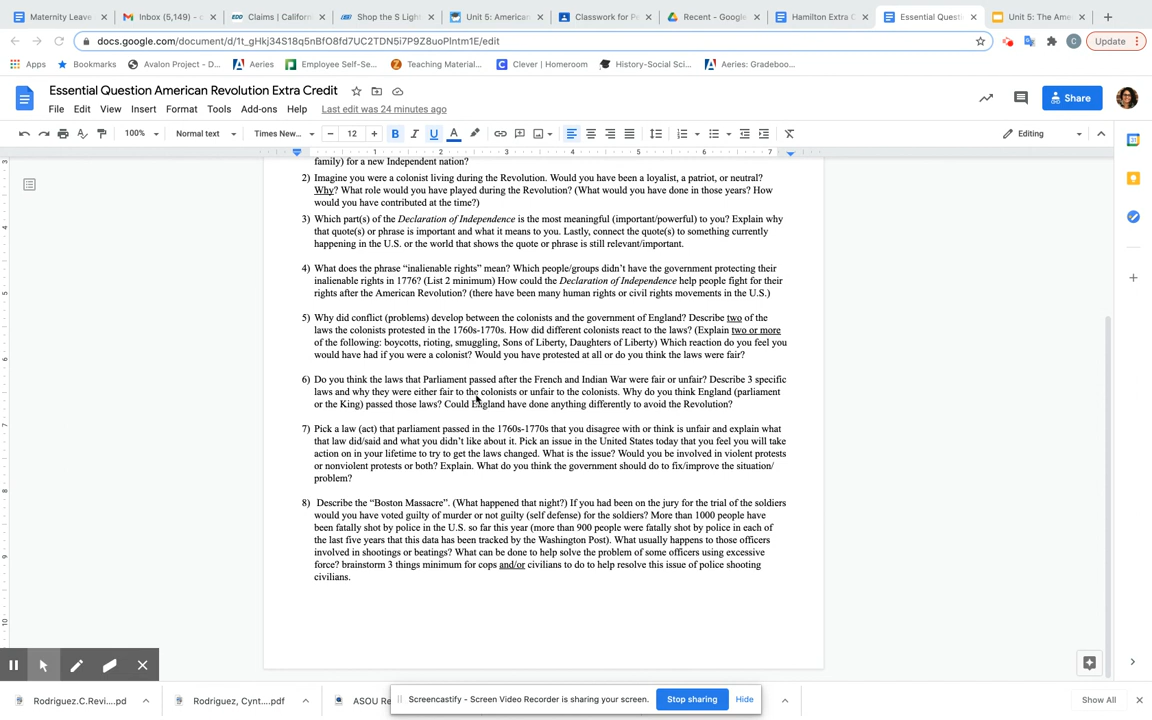 Maternity Leave
Inbox (5,149) - c
Claims | Californ
Shop the S Light
Unit 5: American
Classwork for Pe
Recent - Google
Hamilton Extra C
Essential Questio
Unit 5: The Ame
docs.google.com/document/d/1t_gHkj34S18q5nBfO8fd7UC2TDN5i7P9Z8uoPIntm1E/edit
Update
Apps
Bookmarks
Avalon Project - D...
Aeries
Employee Self-Se...
Teaching Material...
Clever | Homeroom
History-Social Sci...
Aeries: Gradeboo...
Essential Question American Revolution Extra Credit
File Edit View Insert Format Tools Add-ons Help Last edit was 24 minutes ago
Share
100% Normal text Times New... 12 B I U A Editing
1 2 3 4 5 6 7
family) for a new Independent nation?
2) Imagine you were a colonist living during the Revolution. Would you have been a loyalist, a patriot, or neutral?
Why? What role would you have played during the Revolution? (What would you have done in those years? How
would you have contributed at the time?)
3) Which part(s) of the Declaration of Independence is the most meaningful (important/powerful) to you? Explain why
that quote(s) or phrase is important and what it means to you. Lastly, connect the quote(s) to something currently
happening in the U.S. or the world that shows the quote or phrase is still relevant/important.
4) What does the phrase “inalienable rights” mean? Which people/groups didn’t have the government protecting their
inalienable rights in 1776? (List 2 minimum) How could the Declaration of Independence help people fight for their
rights after the American Revolution? (there have been many human rights or civil rights movements in the U.S.)
5) Why did conflict (problems) develop between the colonists and the government of England? Describe two of the
laws the colonists protested in the 1760s-1770s. How did different colonists react to the laws? (Explain two or more
of the following: boycotts, rioting, smuggling, Sons of Liberty, Daughters of Liberty) Which reaction do you feel you
would have had if you were a colonist? Would you have protested at all or do you think the laws were fair?
6) Do you think the laws that Parliament passed after the French and Indian War were fair or unfair? Describe 3 specific
laws and why they were either fair to the colonists or unfair to the colonists. Why do you think England (parliament
or the King) passed those laws? Could England have done anything differently to avoid the Revolution?
7) Pick a law (act) that parliament passed in the 1760s-1770s that you disagree with or think is unfair and explain what
that law did/said and what you didn’t like about it. Pick an issue in the United States today that you feel you will take
action on in your lifetime to try to get the laws changed. What is the issue? Would you be involved in violent protests
or nonviolent protests or both? Explain. What do you think the government should do to fix/improve the situation/
problem?
8) Describe the “Boston Massacre”. (What happened that night?) If you had been on the jury for the trial of the soldiers
would you have voted guilty of murder or not guilty (self defense) for the soldiers? More than 1000 people have
been fatally shot by police in the U.S. so far this year (more than 900 people were fatally shot by police in each of
the last five years that this data has been tracked by the Washington Post). What usually happens to those officers
involved in shootings or beatings? What can be done to help solve the problem of some officers using excessive
force? brainstorm 3 things minimum for cops and/or civilians to do to help resolve this issue of police shooting
civilians.
Rodriguez.C.Revi....pd
Rodriguez, Cynt....pdf
ASOU Re
Screencastify - Screen Video Recorder is sharing your screen.
Stop sharing
Hide
Show All